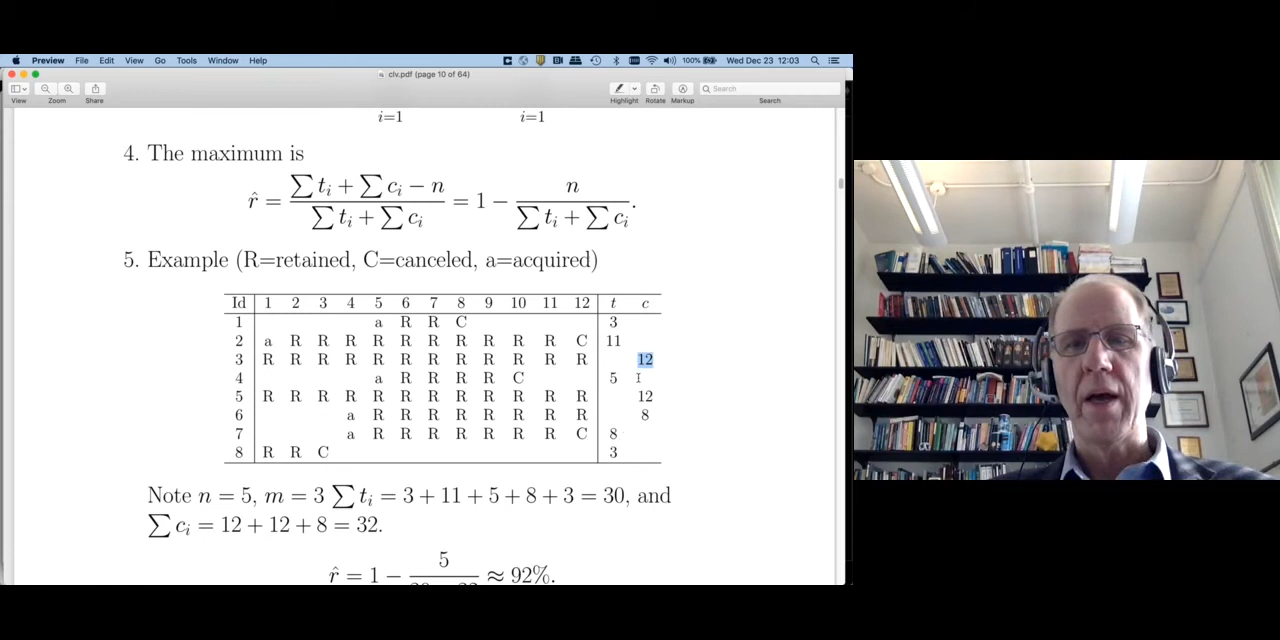 Preview File Edit View Go Tools Window Help 100% Wed Dec 23 12:03
clv.pdf (page 10 of 64)
View Zoom Share Highlight Rotate Markup Search Search
i=1 i=1
4. The maximum is
r̂ = (∑ tᵢ + ∑ cᵢ − n) / (∑ tᵢ + ∑ cᵢ) = 1 − n / (∑ tᵢ + ∑ cᵢ).
5. Example (R=retained, C=canceled, a=acquired)
Id 1 2 3 4 5 6 7 8 9 10 11 12 t c
1 a R R C 3
2 a R R R R R R R R R R C 11
3 R R R R R R R R R R R R 12
4 a R R R R C 5
5 R R R R R R R R R R R R 12
6 a R R R R R R R R 8
7 a R R R R R R R C 8
8 R R C 3
Note n = 5, m = 3 ∑ tᵢ = 3 + 11 + 5 + 8 + 3 = 30, and
∑ cᵢ = 12 + 12 + 8 = 32.
r̂ = 1 − 5 / ≈ 92%.